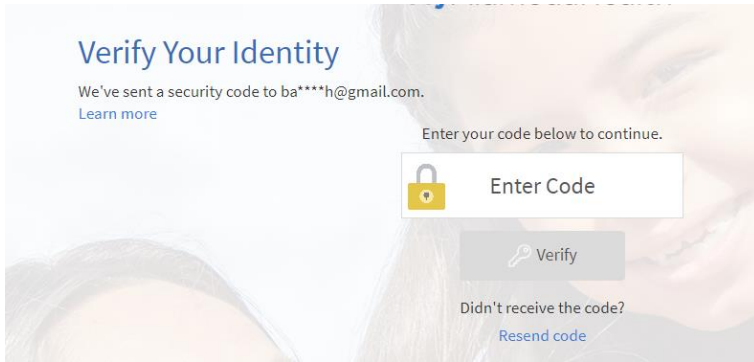 Verify Your Identity
We've sent a security code to ba****h@gmail.com.
Learn more
Enter your code below to continue.
Enter Code
Verify
Didn't receive the code?
Resend code